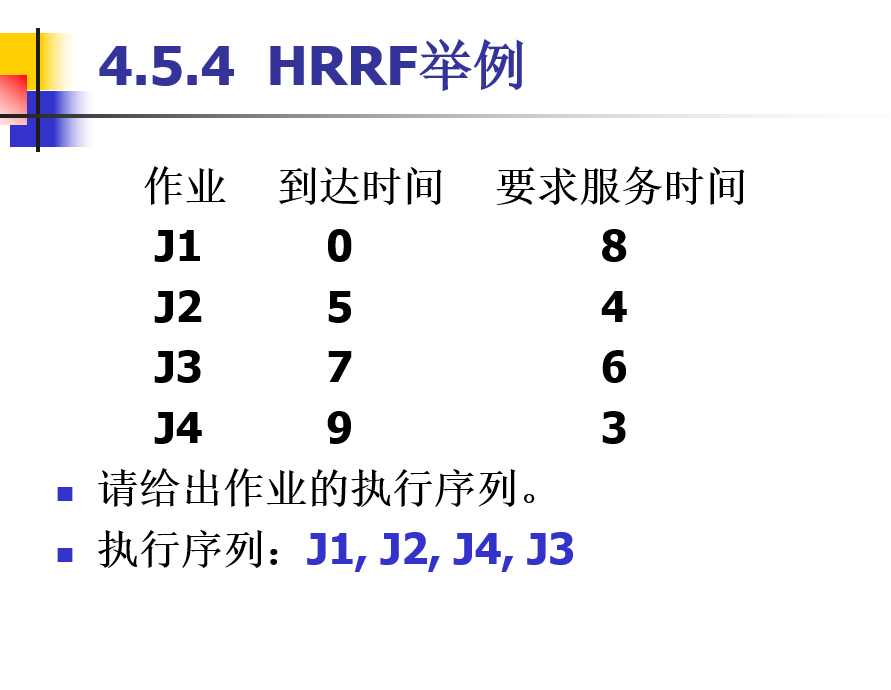 4.5.4 HRRF举例
作业 到达时间 要求服务时间
J1 0 8
J2 5 4
J3 7 6
J4 9 3
请给出作业的执行序列。
执行序列：J1, J2, J4, J3